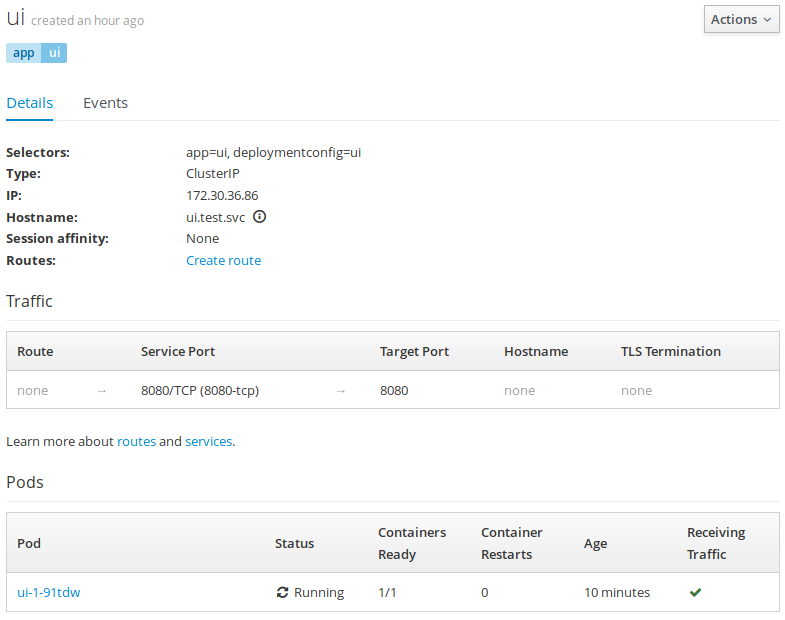 ui created an hour ago
Actions
app ui
Details Events
Selectors: app=ui, deploymentconfig=ui
Type: ClusterIP
IP: 172.30.36.86
Hostname: ui.test.svc
Session affinity: None
Routes: Create route
Traffic
Route Service Port Target Port Hostname TLS Termination
none → 8080/TCP (8080-tcp) → 8080 none none
Learn more about routes and services.
Pods
Pod Status Containers Ready Container Restarts Age Receiving Traffic
ui-1-91tdw Running 1/1 0 10 minutes